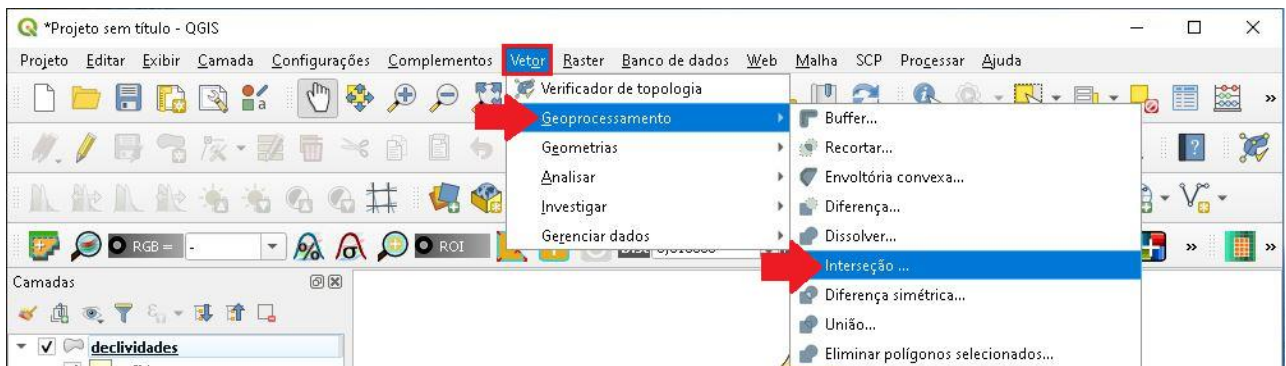 *Projeto sem título - QGIS
Projeto Editar Exibir Camada Configurações Complementos Vetor Raster Banco de dados Web Malha SCP Processar Ajuda
Verificador de topologia
Geoprocessamento
Geometrias
Analisar
Investigar
Gerenciar dados
Buffer...
Recortar...
Envoltória convexa...
Diferença...
Dissolver...
Interseção ...
Diferença simétrica...
União...
Eliminar polígonos selecionados...
RGB = -
ROI
Camadas
declividades